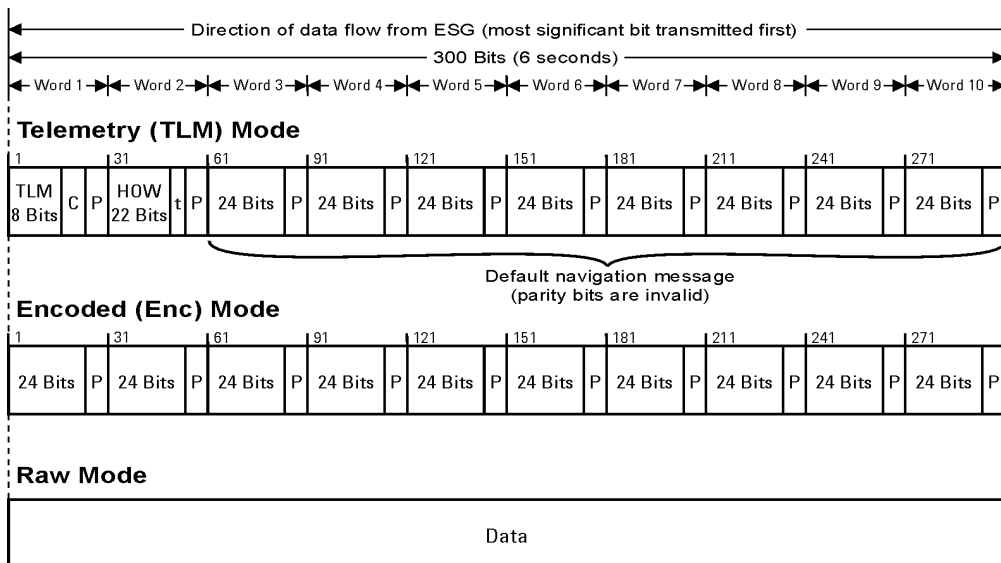 Direction of data flow from ESG (most significant bit transmitted first)
300 Bits (6 seconds)
Word 1 Word 2 Word 3 Word 4 Word 5 Word 6 Word 7 Word 8 Word 9 Word 10
Telemetry (TLM) Mode
1 31 61 91 121 151 181 211 241 271
TLM 8 Bits C P HOW 22 Bits t P 24 Bits P 24 Bits P 24 Bits P 24 Bits P 24 Bits P 24 Bits P 24 Bits P 24 Bits P
Default navigation message
(parity bits are invalid)
Encoded (Enc) Mode
1 31 61 91 121 151 181 211 241 271
24 Bits P 24 Bits P 24 Bits P 24 Bits P 24 Bits P 24 Bits P 24 Bits P 24 Bits P 24 Bits P 24 Bits P
Raw Mode
Data